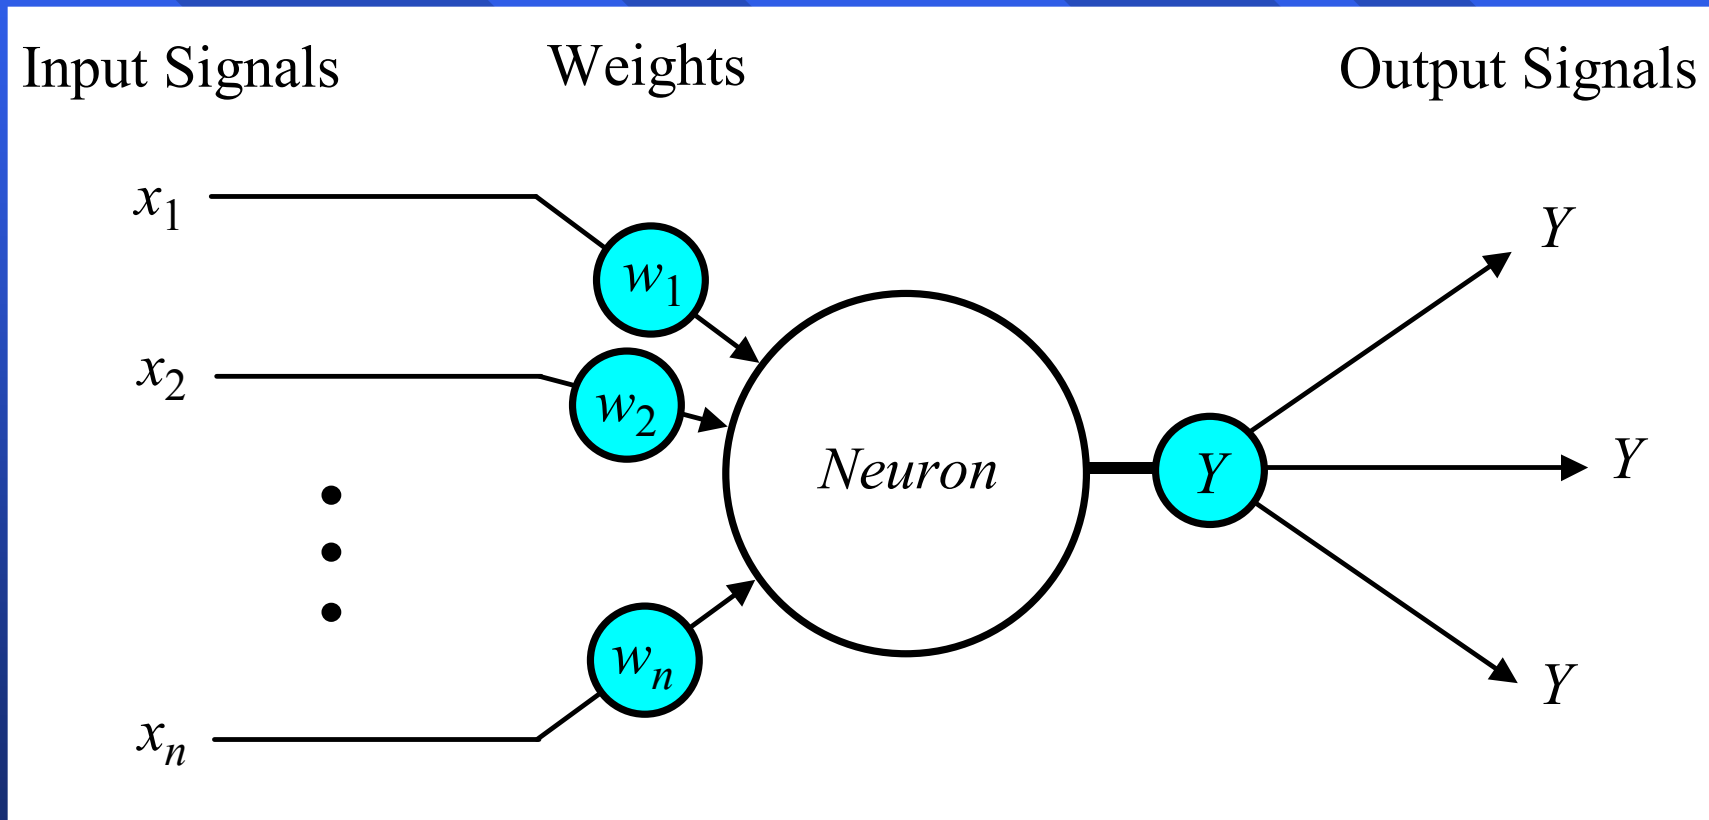 Input Signals Weights Output Signals
x₁
w₁
Y
x₂
w₂
Neuron
Y
Y
wₙ
Y
xₙ